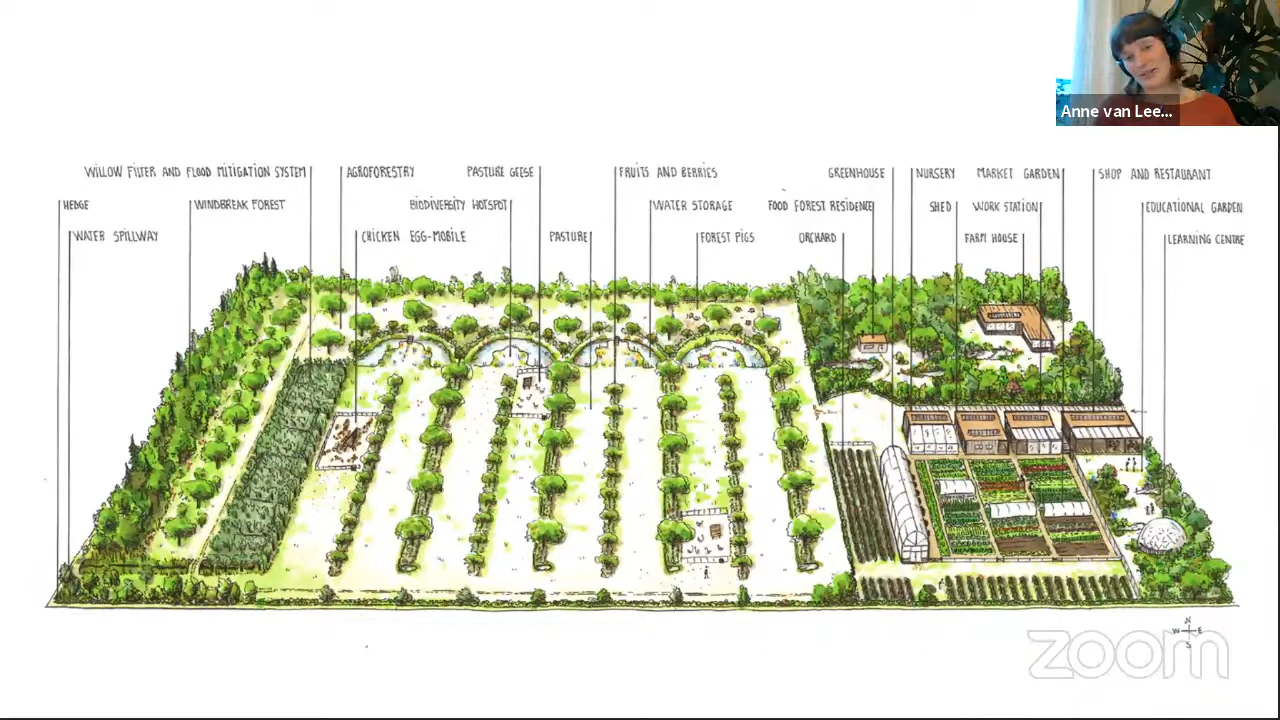 Anne van Lee...
WILLOW FILTER AND FLOOD MITIGATION SYSTEM
AGROFORESTRY
PASTURE GEESE
FRUITS AND BERRIES
GREENHOUSE
NURSERY
MARKET GARDEN
SHOP AND RESTAURANT
HEDGE
WINDBREAK FOREST
BIODIVERSITY HOTSPOT
WATER STORAGE
FOOD FOREST RESIDENCE
SHED
WORK STATION
EDUCATIONAL GARDEN
WATER SPILLWAY
CHICKEN EGG-MOBILE
PASTURE
FOREST PIGS
ORCHARD
FARM HOUSE
LEARNING CENTRE
N
W E
S
zoom